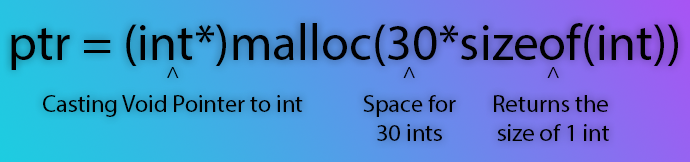 ptr = (int*)malloc(30*sizeof(int))
^ ^ ^
Casting Void Pointer to int
Space for
30 ints
Returns the
size of 1 int